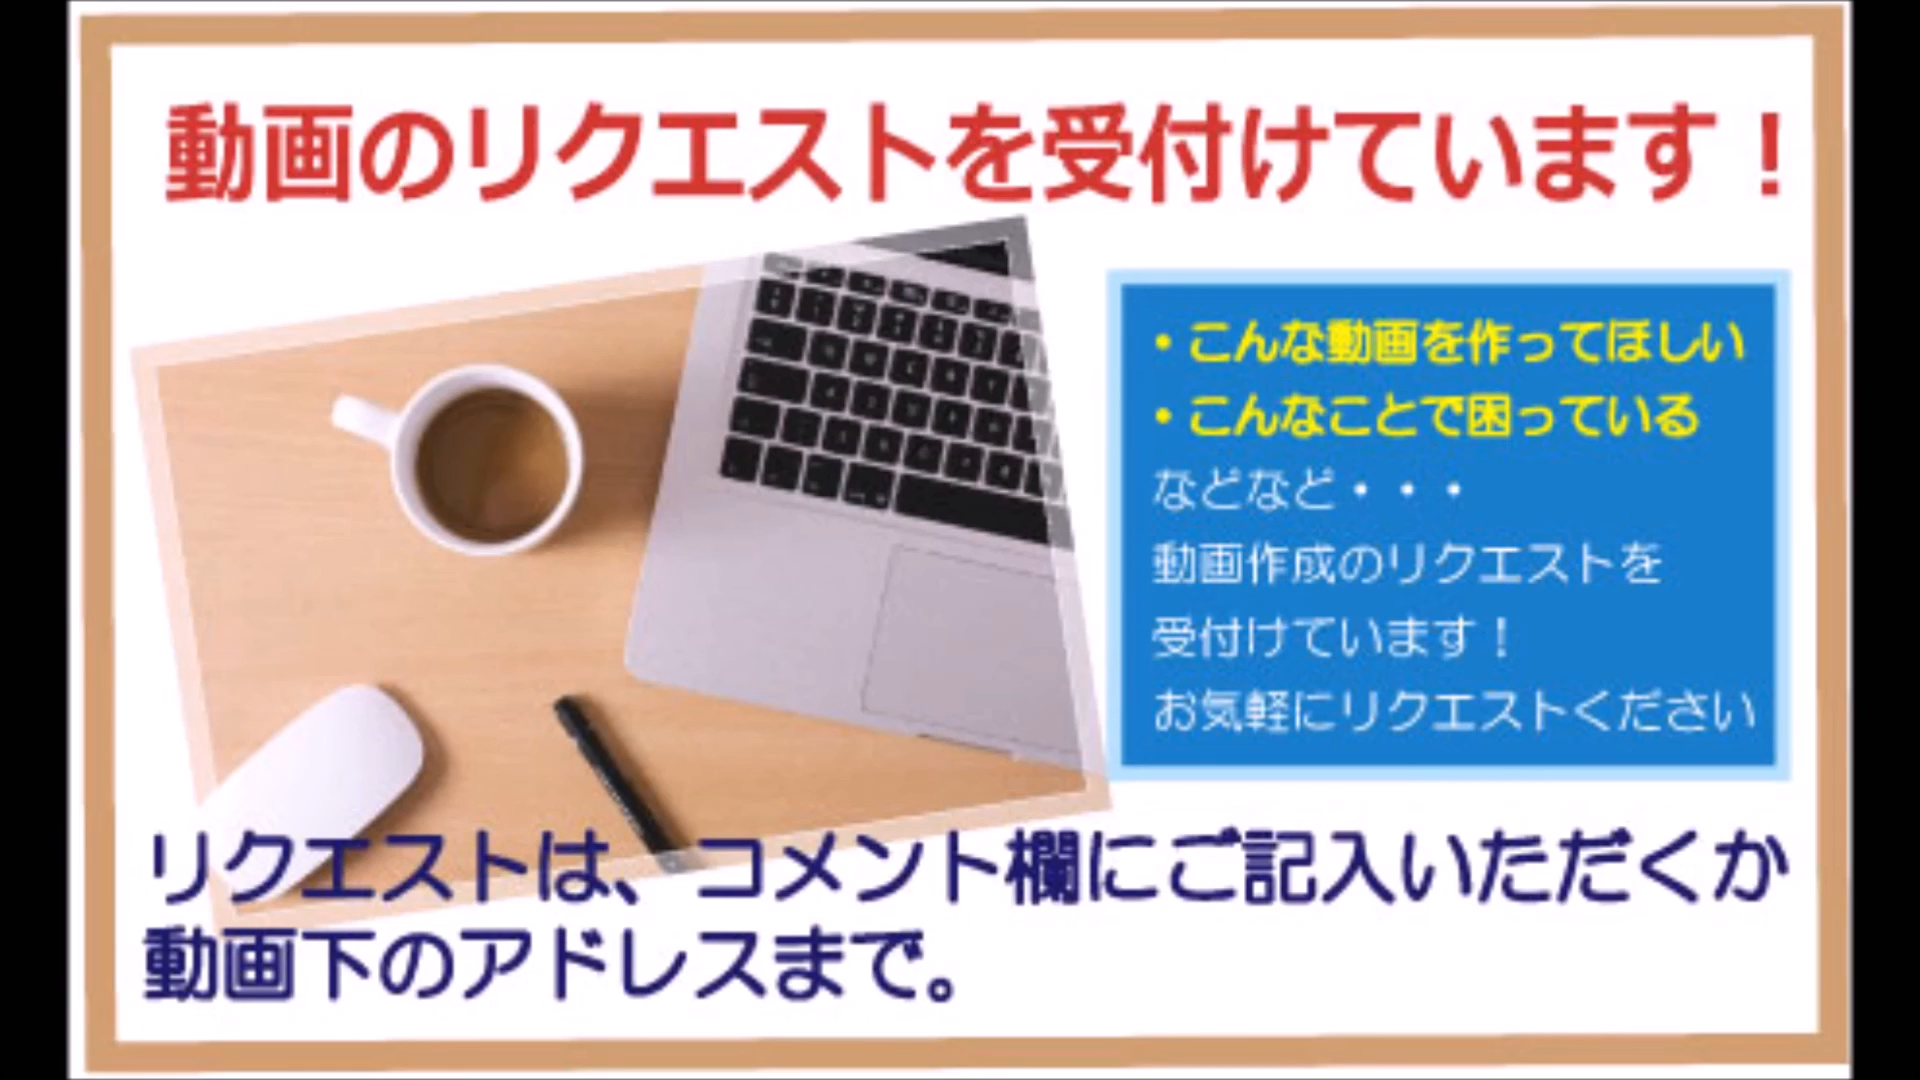 動画のリクエストを受付けています！
・こんな動画を作ってほしい
・こんなことで困っている
などなど・・・
動画作成のリクエストを
受付けています！
お気軽にリクエストください
リクエストは、コメント欄にご記入いただくか
動画下のアドレスまで。